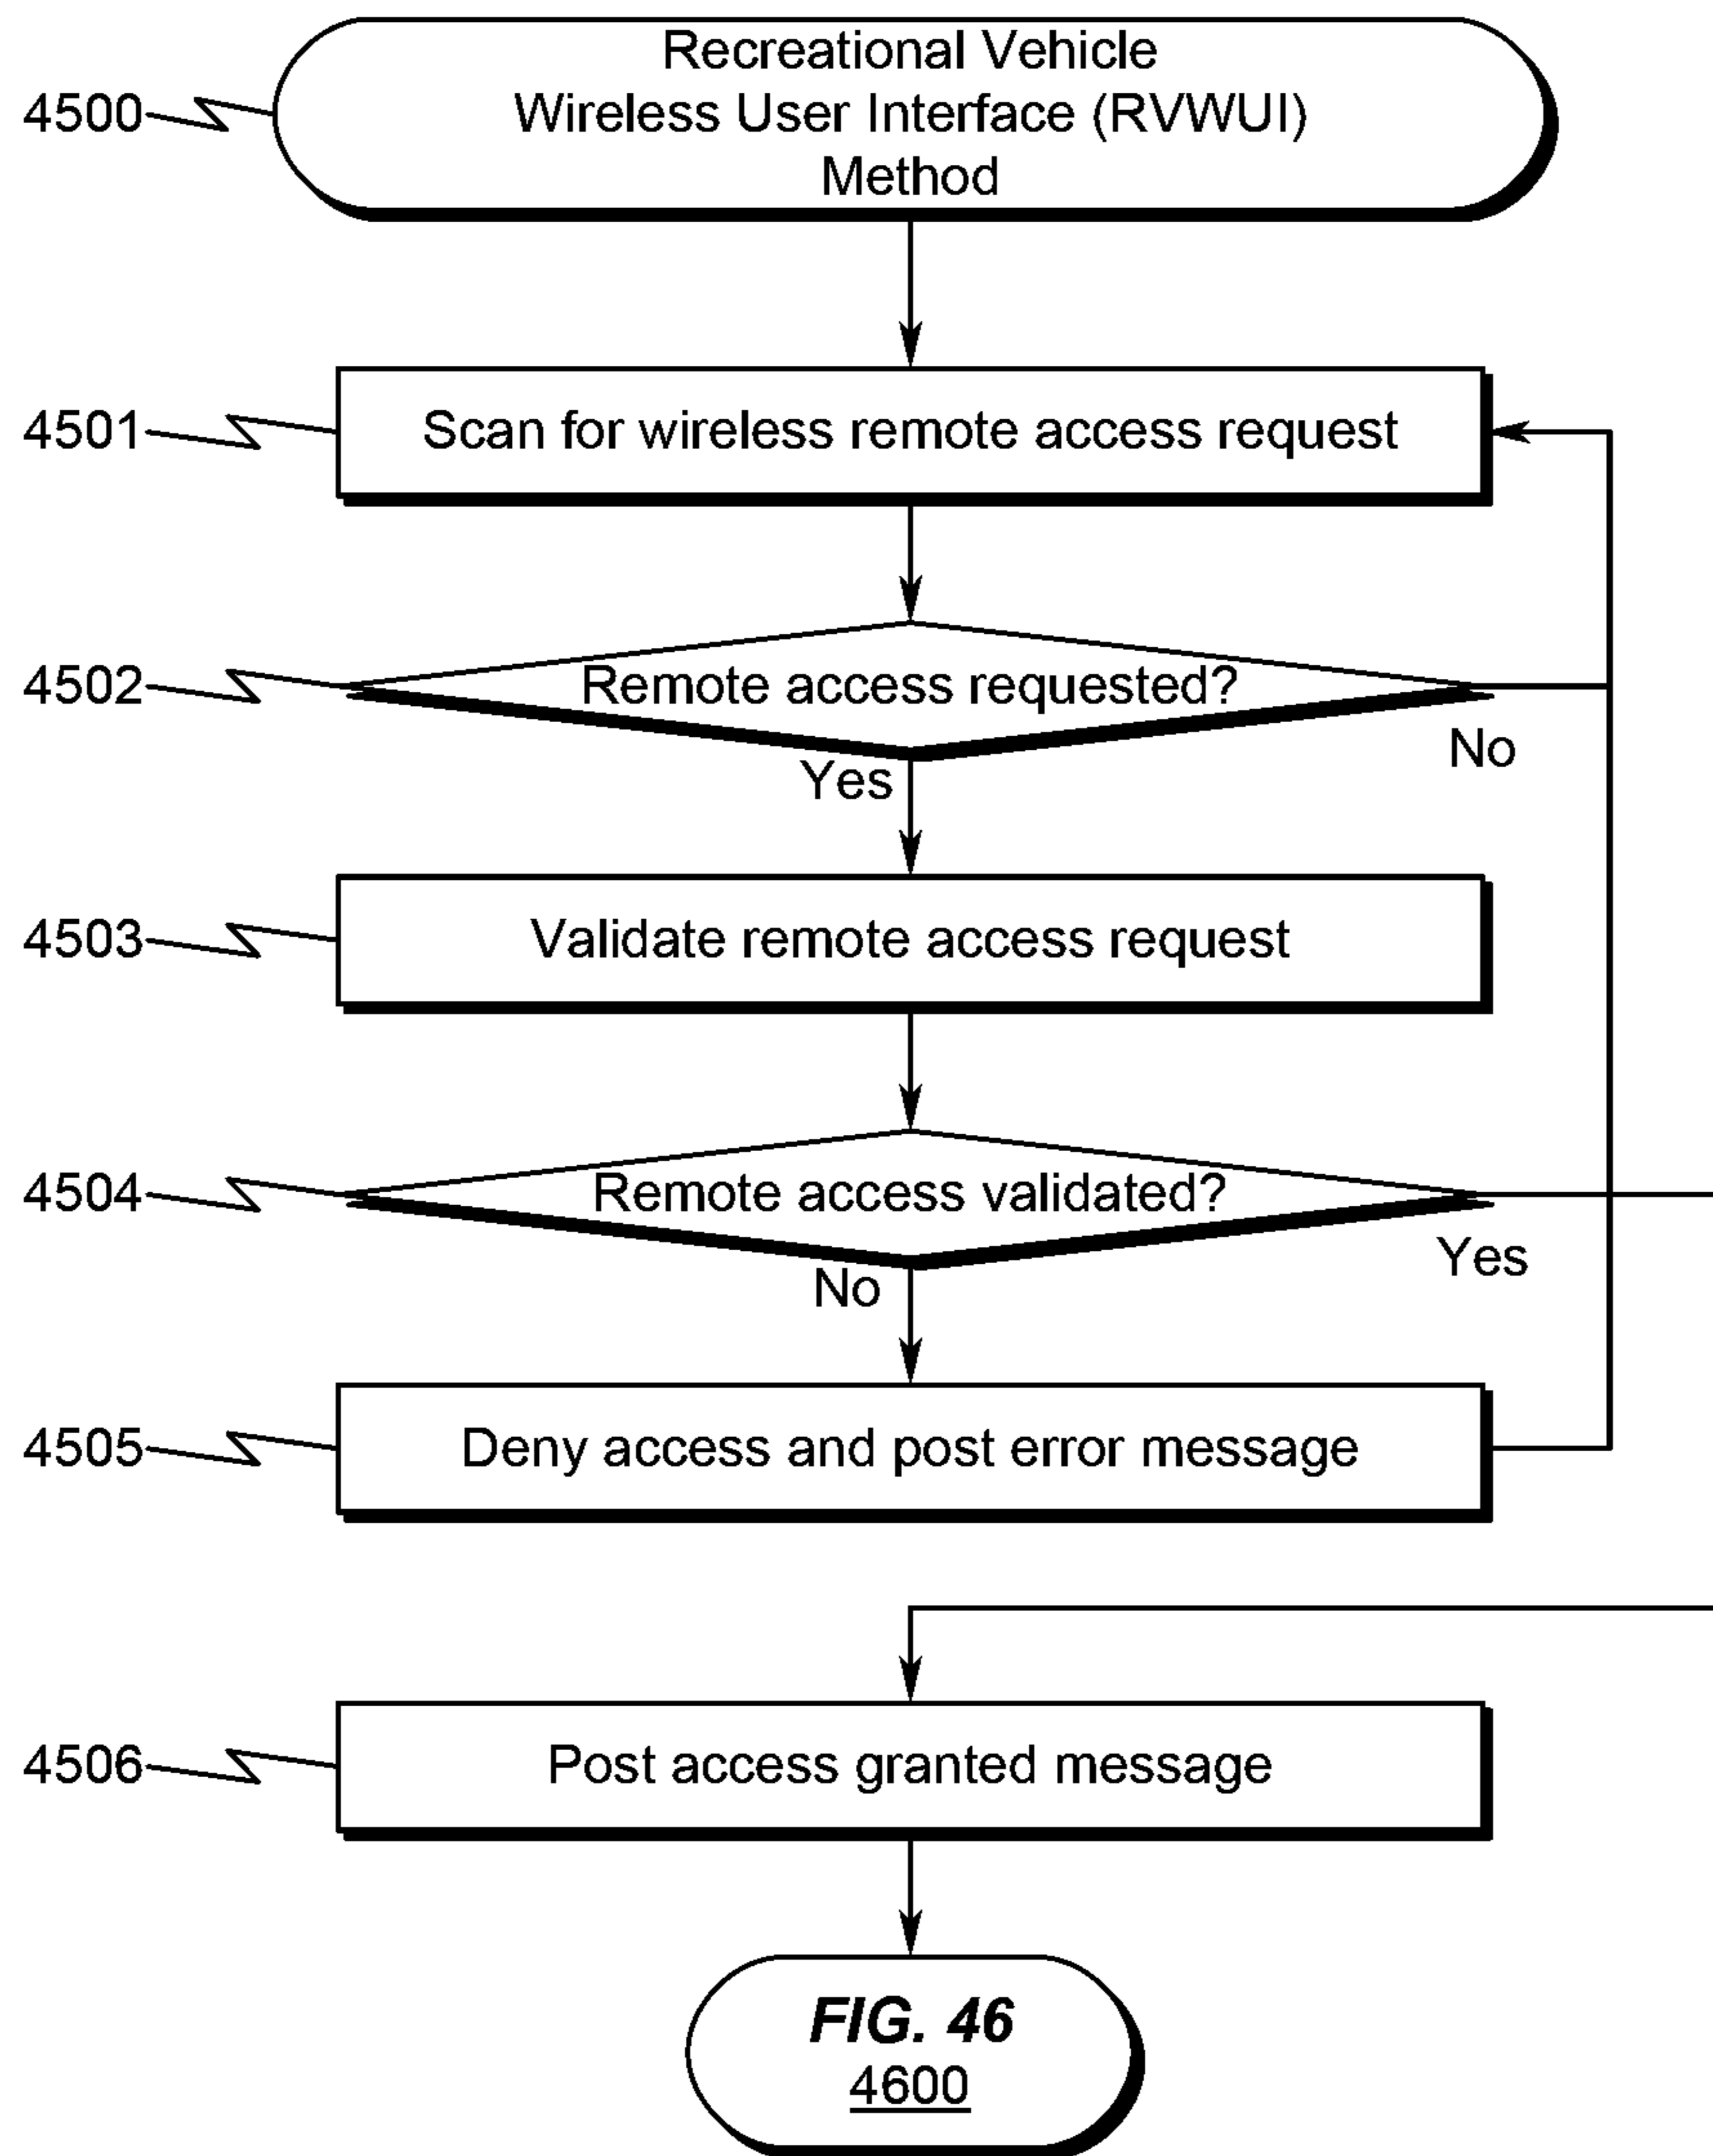 Recreational Vehicle
Wireless User Interface (RVWUI)
Method
4500
4501
Scan for wireless remote access request
4502
Remote access requested?
No
Yes
4503
Validate remote access request
4504
Remote access validated?
Yes
No
4505
Deny access and post error message
4506
Post access granted message
FIG. 46
4600